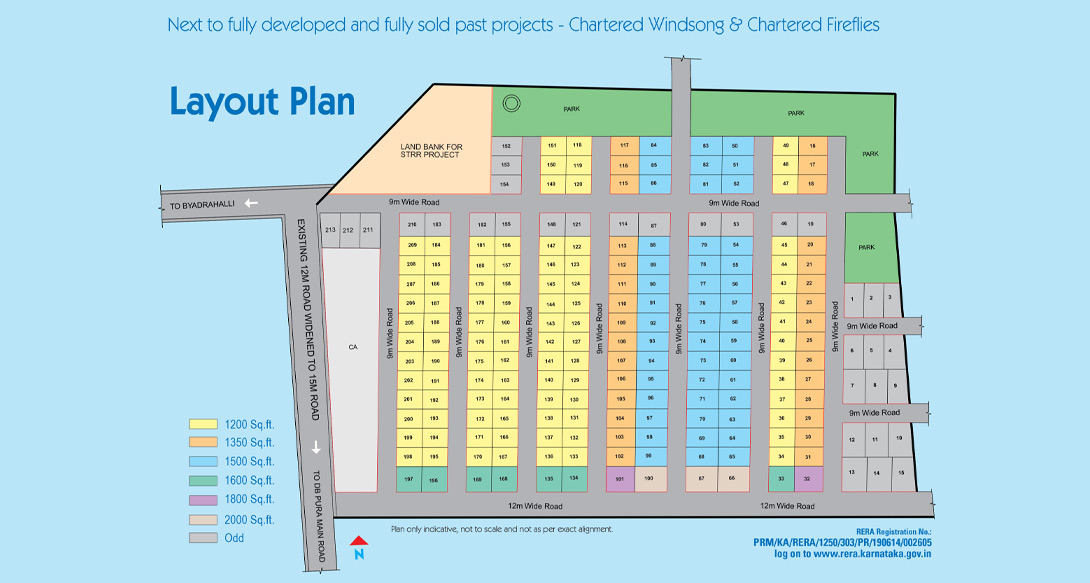 Next to fully developed and fully sold past projects - Chartered Windsong & Chartered Fireflies
Layout Plan
PARK
PARK
PARK
LAND BANK FOR
STRR PROJECT
152 151 118 117 84 83 50 49 16
153 150 119 116 85 82 51 48 17
154 149 120 115 86 81 52 47 18
TO BYADRAHALLI
9m Wide Road
9m Wide Road
213 212 211
210 183 182 155 148 121 114 87 80 53 46 19
209 184 181 156 147 122 113 88 79 54 45 20
PARK
208 185 180 157 146 123 112 89 78 55 44 21
207 186 179 158 145 124 111 90 77 56 43 22
206 187 178 159 144 125 110 91 76 57 42 23
205 188 177 160 143 126 109 92 75 58 41 24
204 189 176 161 142 127 108 93 74 59 40 25
203 190 175 162 141 128 107 94 73 60 39 26
202 191 174 163 140 129 106 95 72 61 38 27
201 192 173 164 139 130 105 96 71 62 37 28
200 193 172 165 138 131 104 97 70 63 36 29
199 194 171 166 137 132 103 98 69 64 35 30
198 195 170 167 136 133 102 99 68 65 34 31
197 196 169 168 135 134 101 100 67 66 33 32
1 2 3
9m Wide Road
6 5 4
7 8 9
9m Wide Road
12 11 10
13 14 15
CA
EXISTING 12M ROAD WIDENED TO 15M ROAD
TO DB PURA MAIN ROAD
9m Wide Road
9m Wide Road
9m Wide Road
9m Wide Road
9m Wide Road
9m Wide Road
9m Wide Road
1200 Sq.ft.
1350 Sq.ft.
1500 Sq.ft.
1600 Sq.ft.
1800 Sq.ft.
2000 Sq.ft.
Odd
12m Wide Road
12m Wide Road
Plan only indicative, not to scale and not as per exact alignment.
N
RERA Registration No.:
PRM/KA/RERA/1250/303/PR/190614/002605
log on to www.rera.karnataka.gov.in